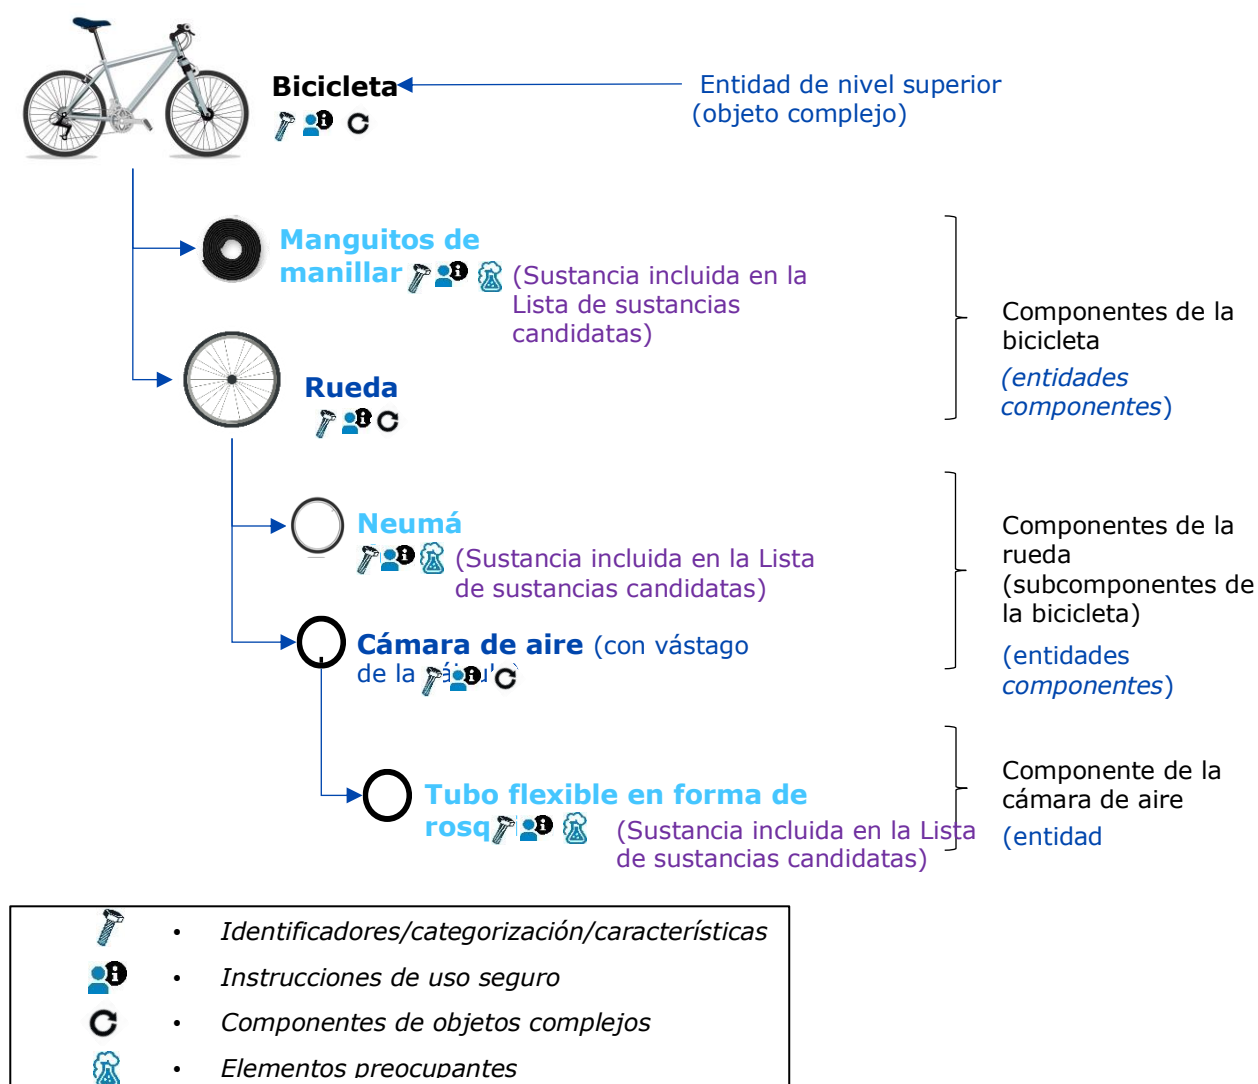 Bicicleta
Entidad de nivel superior
(objeto complejo)
Manguitos de
manillar
(Sustancia incluida en la
Lista de sustancias
candidatas)
Componentes de la
bicicleta
(entidades
componentes)
Rueda
Neumá
(Sustancia incluida en la Lista
de sustancias candidatas)
Componentes de la
rueda
(subcomponentes de
la bicicleta)
(entidades
componentes)
Cámara de aire (con vástago
de la
Tubo flexible en forma de
rosq
(Sustancia incluida en la Lista
de sustancias candidatas)
Componente de la
cámara de aire
(entidad
• Identificadores/categorización/características
• Instrucciones de uso seguro
• Componentes de objetos complejos
• Elementos preocupantes